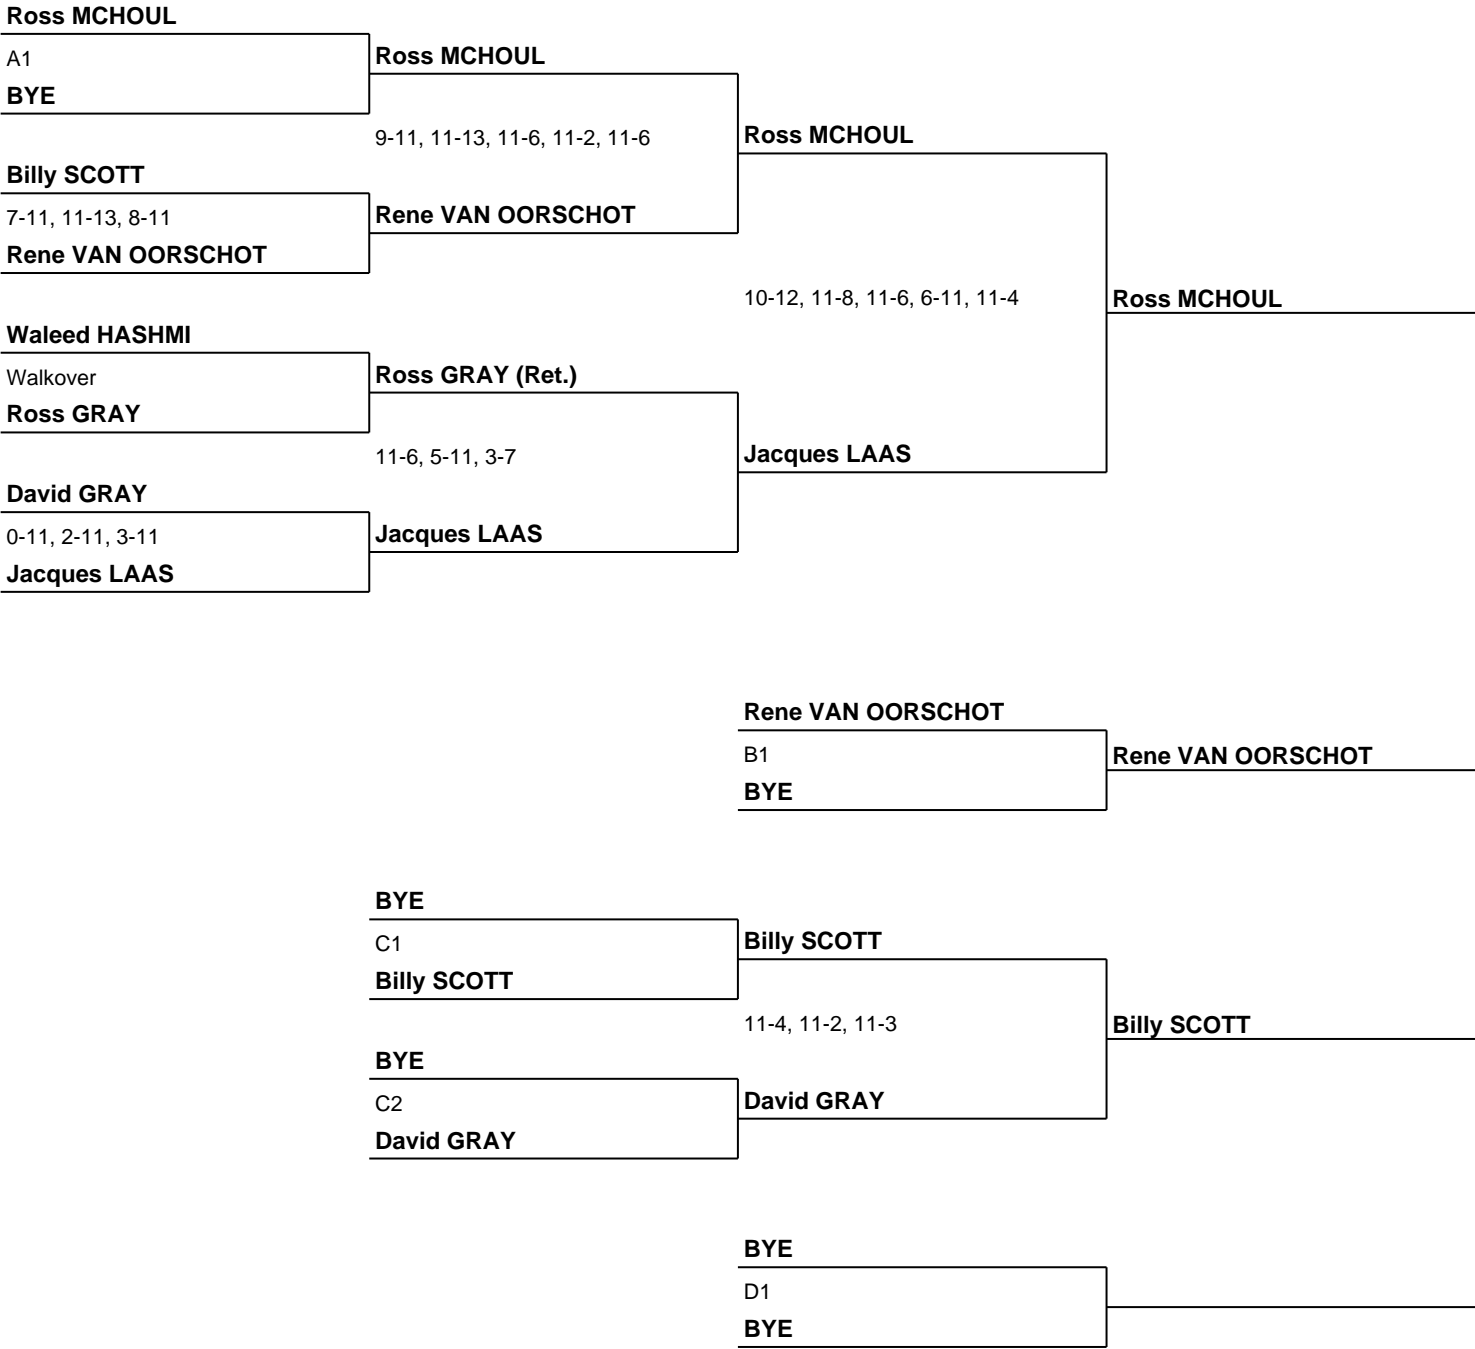 Ross MCHOUL
A1
BYE
Ross MCHOUL
9-11, 11-13, 11-6, 11-2, 11-6
Ross MCHOUL
Billy SCOTT
7-11, 11-13, 8-11
Rene VAN OORSCHOT
Rene VAN OORSCHOT
10-12, 11-8, 11-6, 6-11, 11-4
Ross MCHOUL
Waleed HASHMI
Walkover
Ross GRAY
Ross GRAY (Ret.)
11-6, 5-11, 3-7
Jacques LAAS
David GRAY
0-11, 2-11, 3-11
Jacques LAAS
Jacques LAAS
Rene VAN OORSCHOT
B1
BYE
Rene VAN OORSCHOT
BYE
C1
Billy SCOTT
Billy SCOTT
11-4, 11-2, 11-3
Billy SCOTT
BYE
C2
David GRAY
David GRAY
BYE
D1
BYE